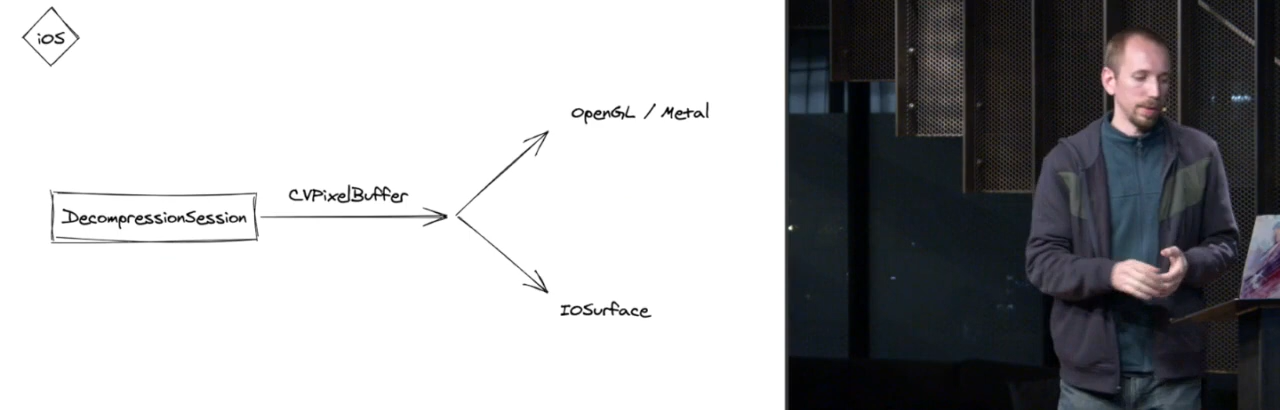 iOS
OpenGL / Metal
CVPixelBuffer
DecompressionSession
IOSurface